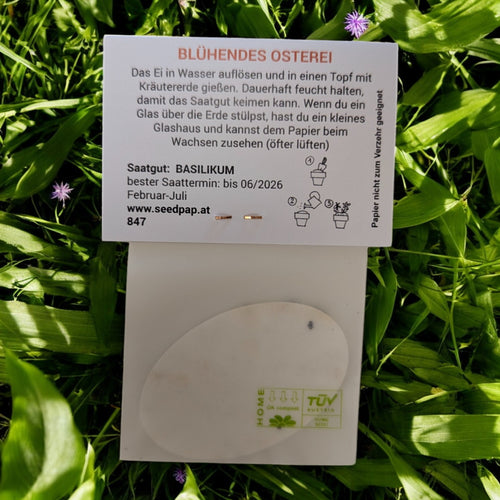 BLÜHENDES OSTEREI
Das Ei in Wasser auflösen und in einen Topf mit
Kräutererde gießen. Dauerhaft feucht halten,
damit das Saatgut keimen kann. Wenn du ein
Glas über die Erde stülpst, hast du ein kleines
Glashaus und kannst dem Papier beim
Wachsen zusehen (öfter lüften)
Papier nicht zum Verzehr geeignet
Saatgut: BASILIKUM
bester Saattermin: bis 06/2026
Februar-Juli
www.seedpap.at
847
1
2
3
HOME
OK compost
TÜV
AUSTRIA